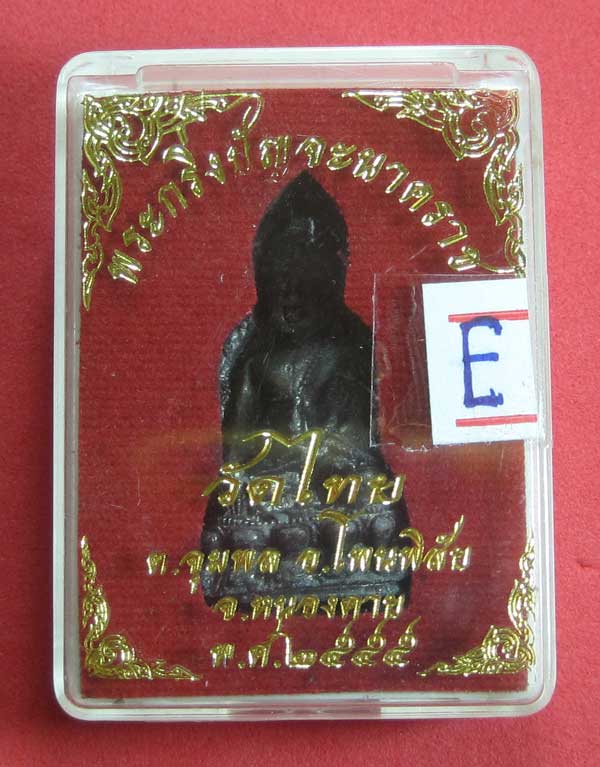 พระกริ่งปัญจะนาคราช
E
วัดไทย
ต.จุมพล อ.โพนพิสัย
จ.หนองคาย
พ.ศ.๒๕๕๕